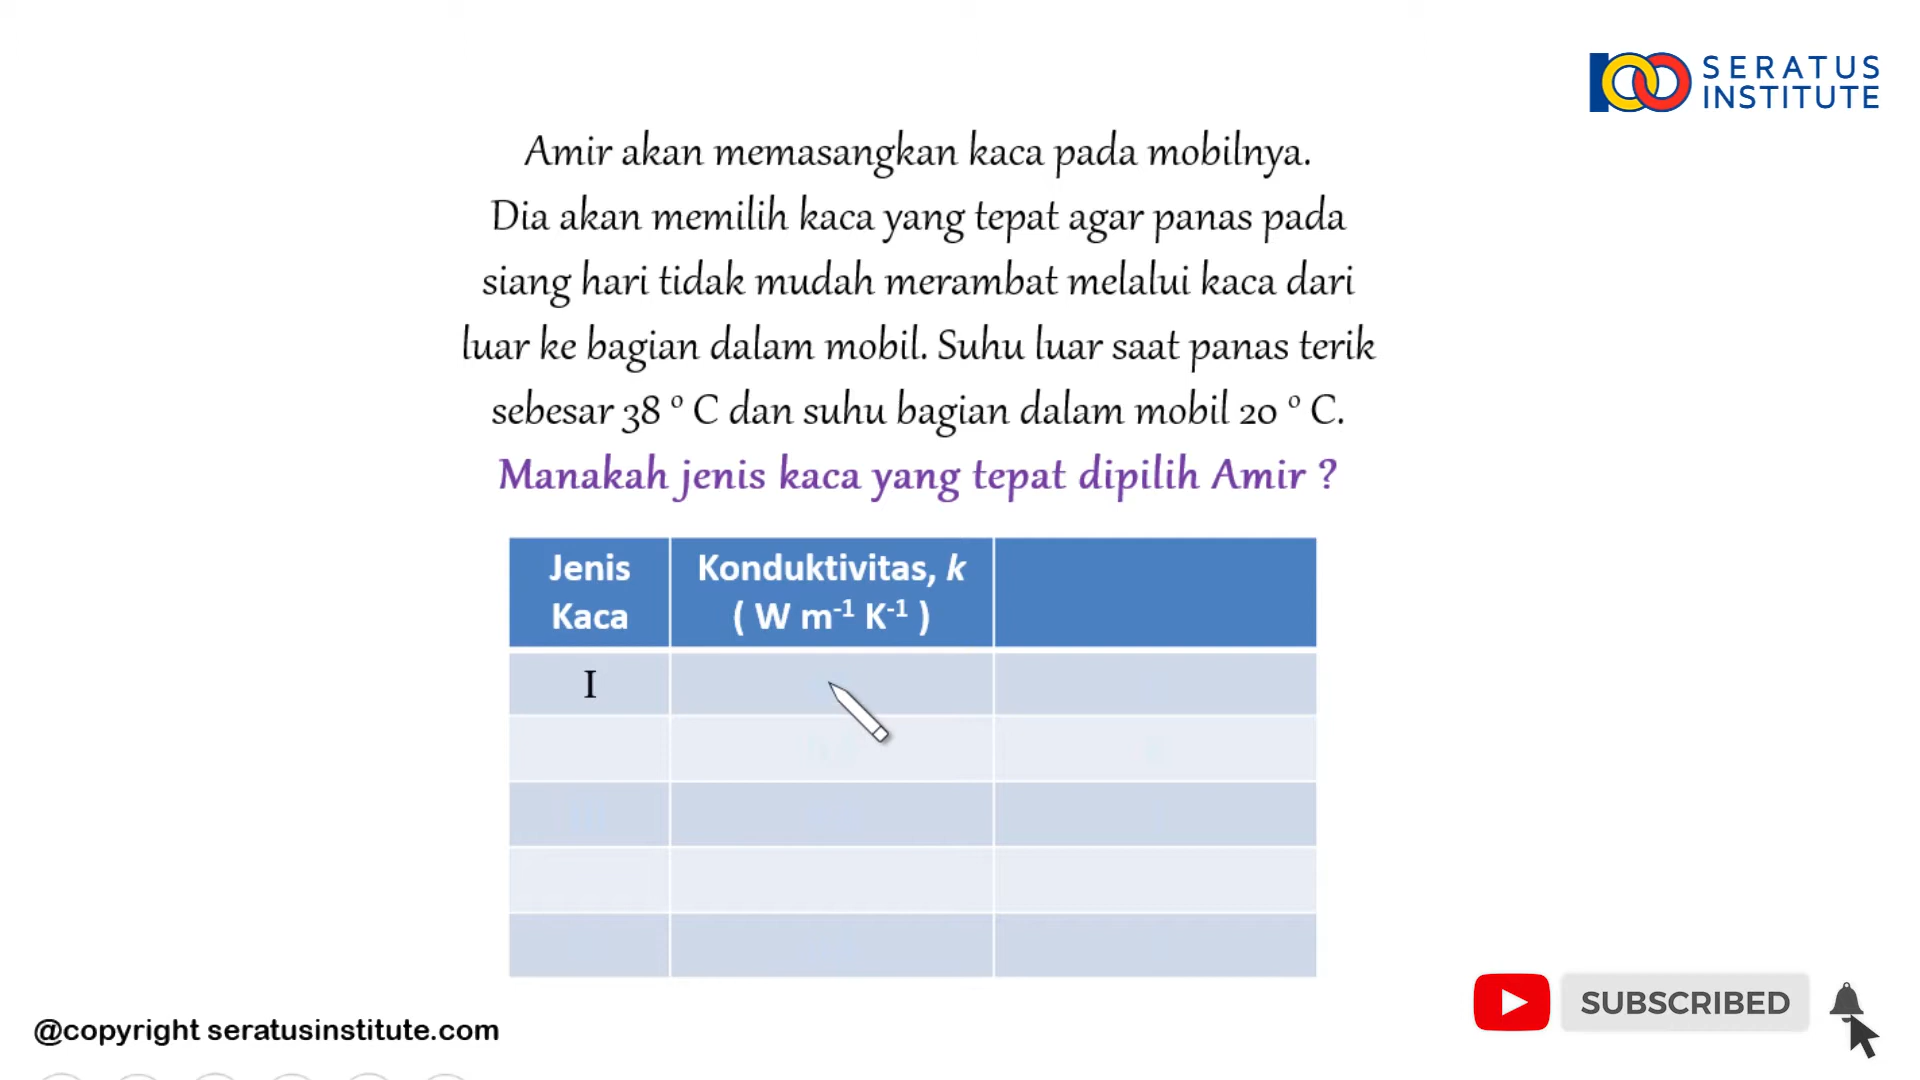 SERATUS
INSTITUTE
Amir akan memasangkan kaca pada mobilnya.
Dia akan memilih kaca yang tepat agar panas pada
siang hari tidak mudah merambat melalui kaca dari
luar ke bagian dalam mobil. Suhu luar saat panas terik
sebesar 38 ° C dan suhu bagian dalam mobil 20 ° C.
Manakah jenis kaca yang tepat dipilih Amir ?
Jenis Kaca
Konduktivitas, k
( W m⁻¹ K⁻¹ )
I
SUBSCRIBED
@copyright seratusinstitute.com